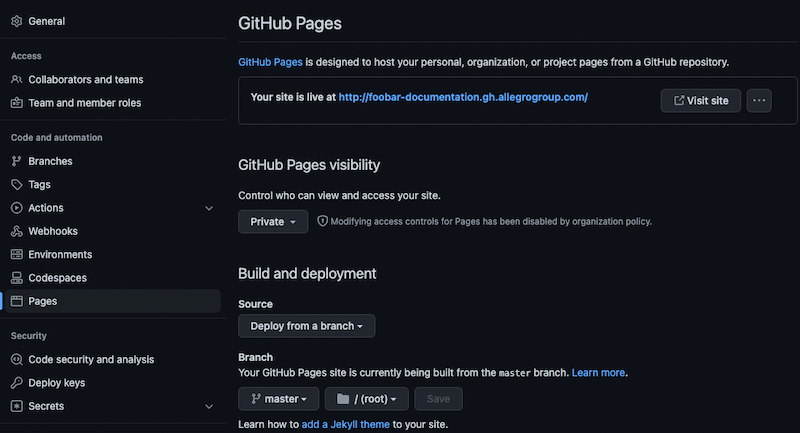 General
Access
Collaborators and teams
Team and member roles
Code and automation
Branches
Tags
Actions
Webhooks
Environments
Codespaces
Pages
Security
Code security and analysis
Deploy keys
Secrets
GitHub Pages
GitHub Pages is designed to host your personal, organization, or project pages from a GitHub repository.
Your site is live at http://foobar-documentation.gh.allegrogroup.com/
Visit site
GitHub Pages visibility
Control who can view and access your site.
Private
Modifying access controls for Pages has been disabled by organization policy.
Build and deployment
Source
Deploy from a branch
Branch
Your GitHub Pages site is currently being built from the master branch. Learn more.
master
/ (root)
Save
Learn how to add a Jekyll theme to your site.